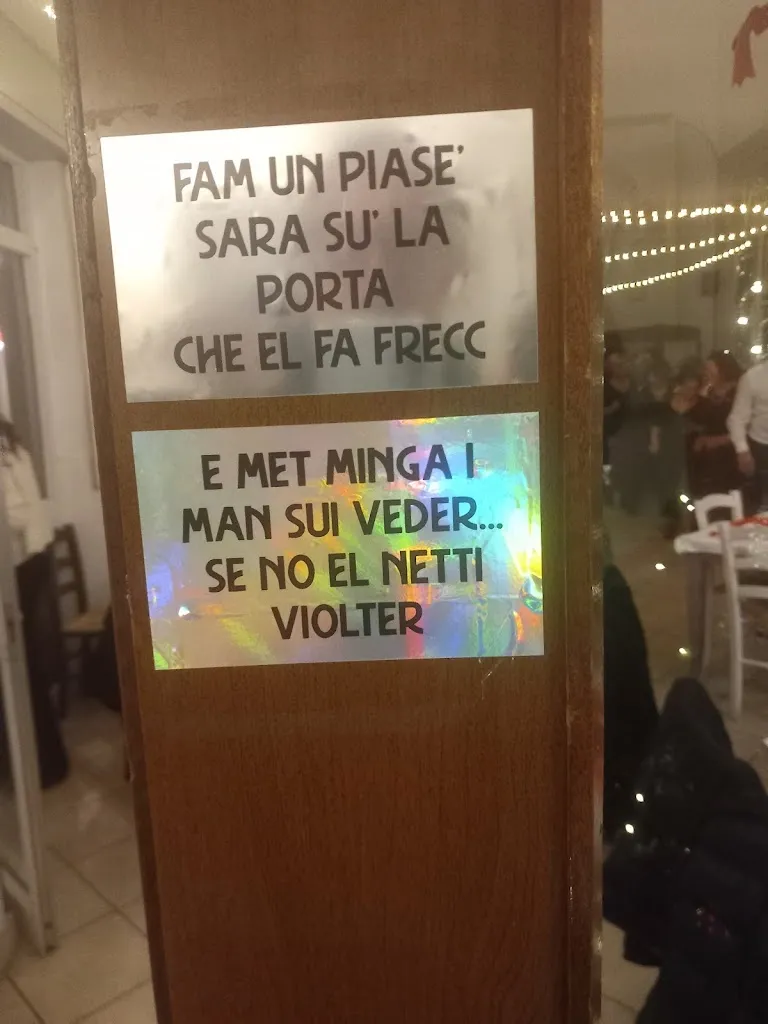 FAM UN PIASE'
SARA SU' LA
PORTA
CHE EL FA FRECC
E MET MINGA I
MAN SUI VEDER...
SE NO EL NETTI
VIOLTER